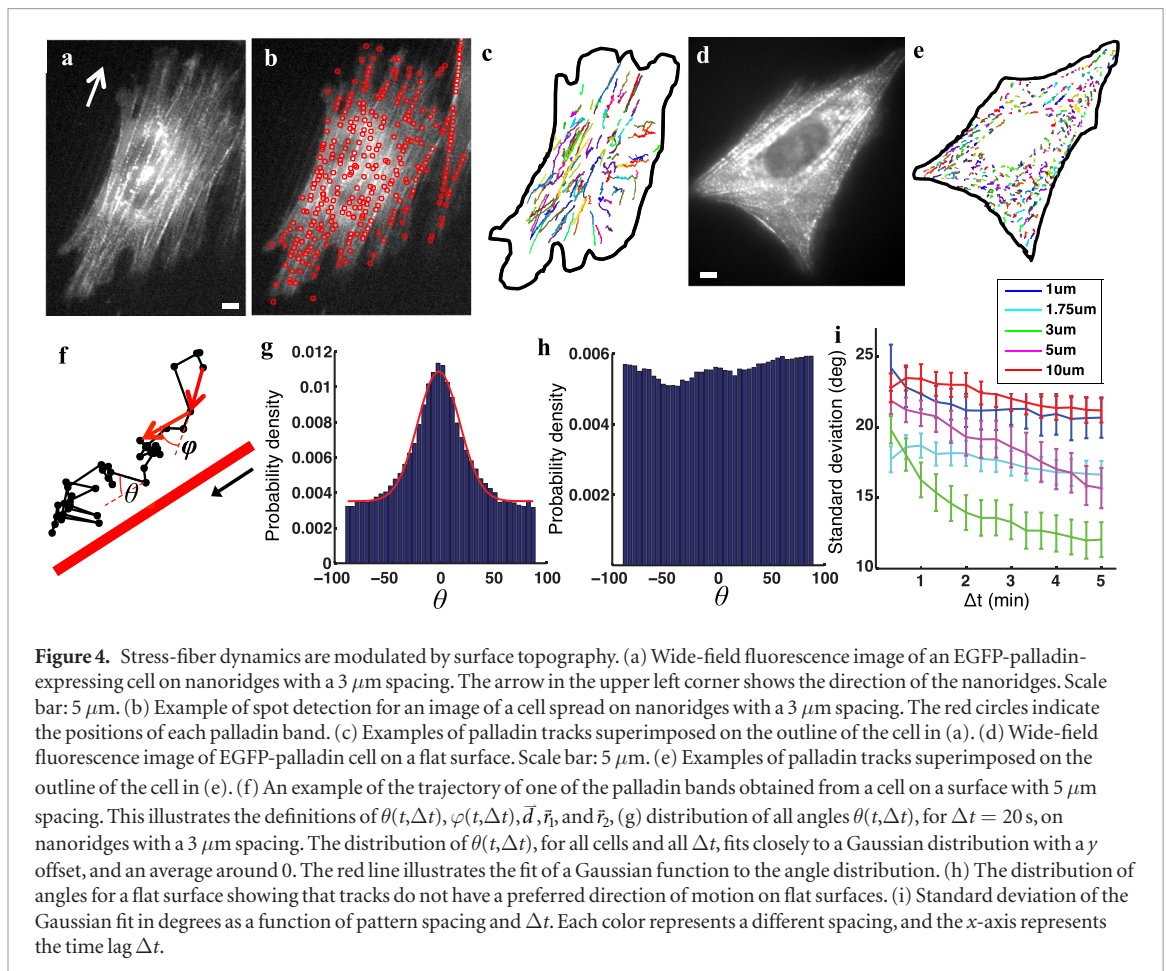 a
b
c
d
e
1um
1.75um
3um
5um
10um
f
φ
θ
g
0.012
0.01
0.008
0.006
0.004
0.002
0
Probability density
−100
−50
0
50
100
θ
h
0.006
0.004
0.002
Probability density
−100
−50
0
50
100
θ
i
25
20
15
10
Standard deviation (deg)
1
2
3
4
5
Δt (min)
Figure 4. Stress-fiber dynamics are modulated by surface topography. (a) Wide-field fluorescence image of an EGFP-palladin-
expressing cell on nanoridges with a 3 μm spacing. The arrow in the upper left corner shows the direction of the nanoridges. Scale
bar: 5 μm. (b) Example of spot detection for an image of a cell spread on nanoridges with a 3 μm spacing. The red circles indicate
the positions of each palladin band. (c) Examples of palladin tracks superimposed on the outline of the cell in (a). (d) Wide-field
fluorescence image of EGFP-palladin cell on a flat surface. Scale bar: 5 μm. (e) Examples of palladin tracks superimposed on the
outline of the cell in (e). (f) An example of the trajectory of one of the palladin bands obtained from a cell on a surface with 5 μm
spacing. This illustrates the definitions of θ(t,Δt), φ(t,Δt), d⃗, r⃗₁, and r⃗₂, (g) distribution of all angles θ(t,Δt), for Δt = 20 s, on
nanoridges with a 3 μm spacing. The distribution of θ(t,Δt), for all cells and all Δt, fits closely to a Gaussian distribution with a y
offset, and an average around 0. The red line illustrates the fit of a Gaussian function to the angle distribution. (h) The distribution of
angles for a flat surface showing that tracks do not have a preferred direction of motion on flat surfaces. (i) Standard deviation of the
Gaussian fit in degrees as a function of pattern spacing and Δt. Each color represents a different spacing, and the x-axis represents
the time lag Δt.